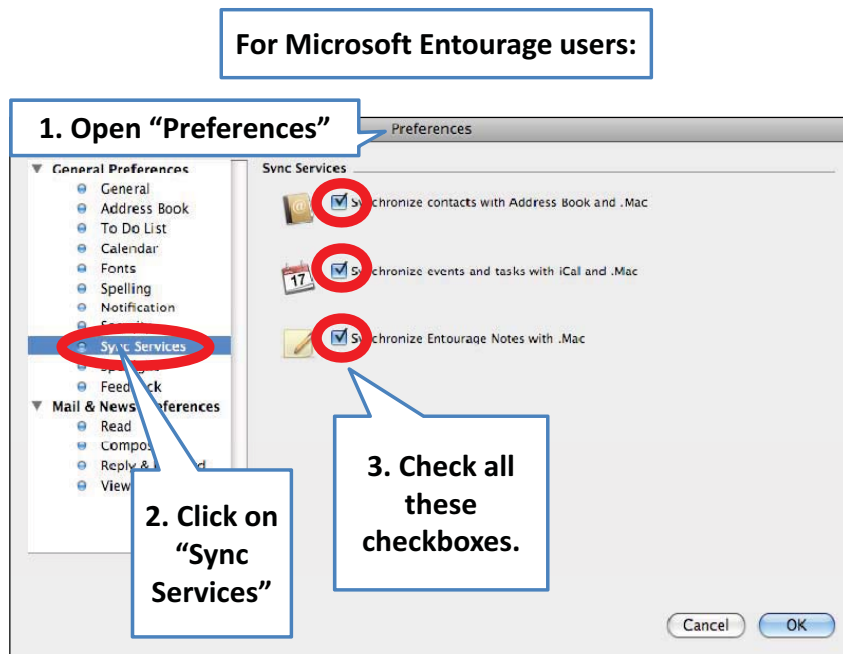 For Microsoft Entourage users:
1. Open “Preferences”
Preferences
General Preferences
General
Address Book
To Do List
Calendar
Fonts
Spelling
Notification
Sync Services
Mail & News
Read
Reply &
View
Sync Services
Synchronize contacts with Address Book and .Mac
17
Synchronize events and tasks with iCal and .Mac
Synchronize Entourage Notes with .Mac
2. Click on
“Sync
Services”
3. Check all
these
checkboxes.
Cancel
OK